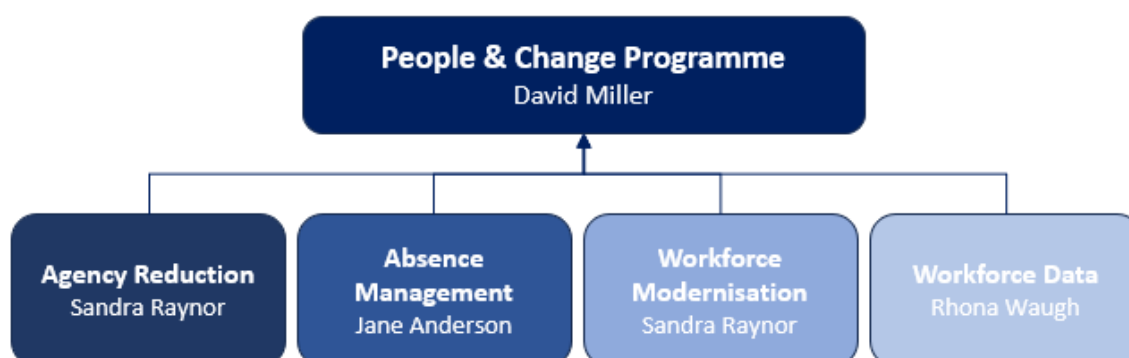 People & Change Programme
David Miller
Agency Reduction
Sandra Raynor
Absence
Management
Jane Anderson
Workforce
Modernisation
Sandra Raynor
Workforce Data
Rhona Waugh